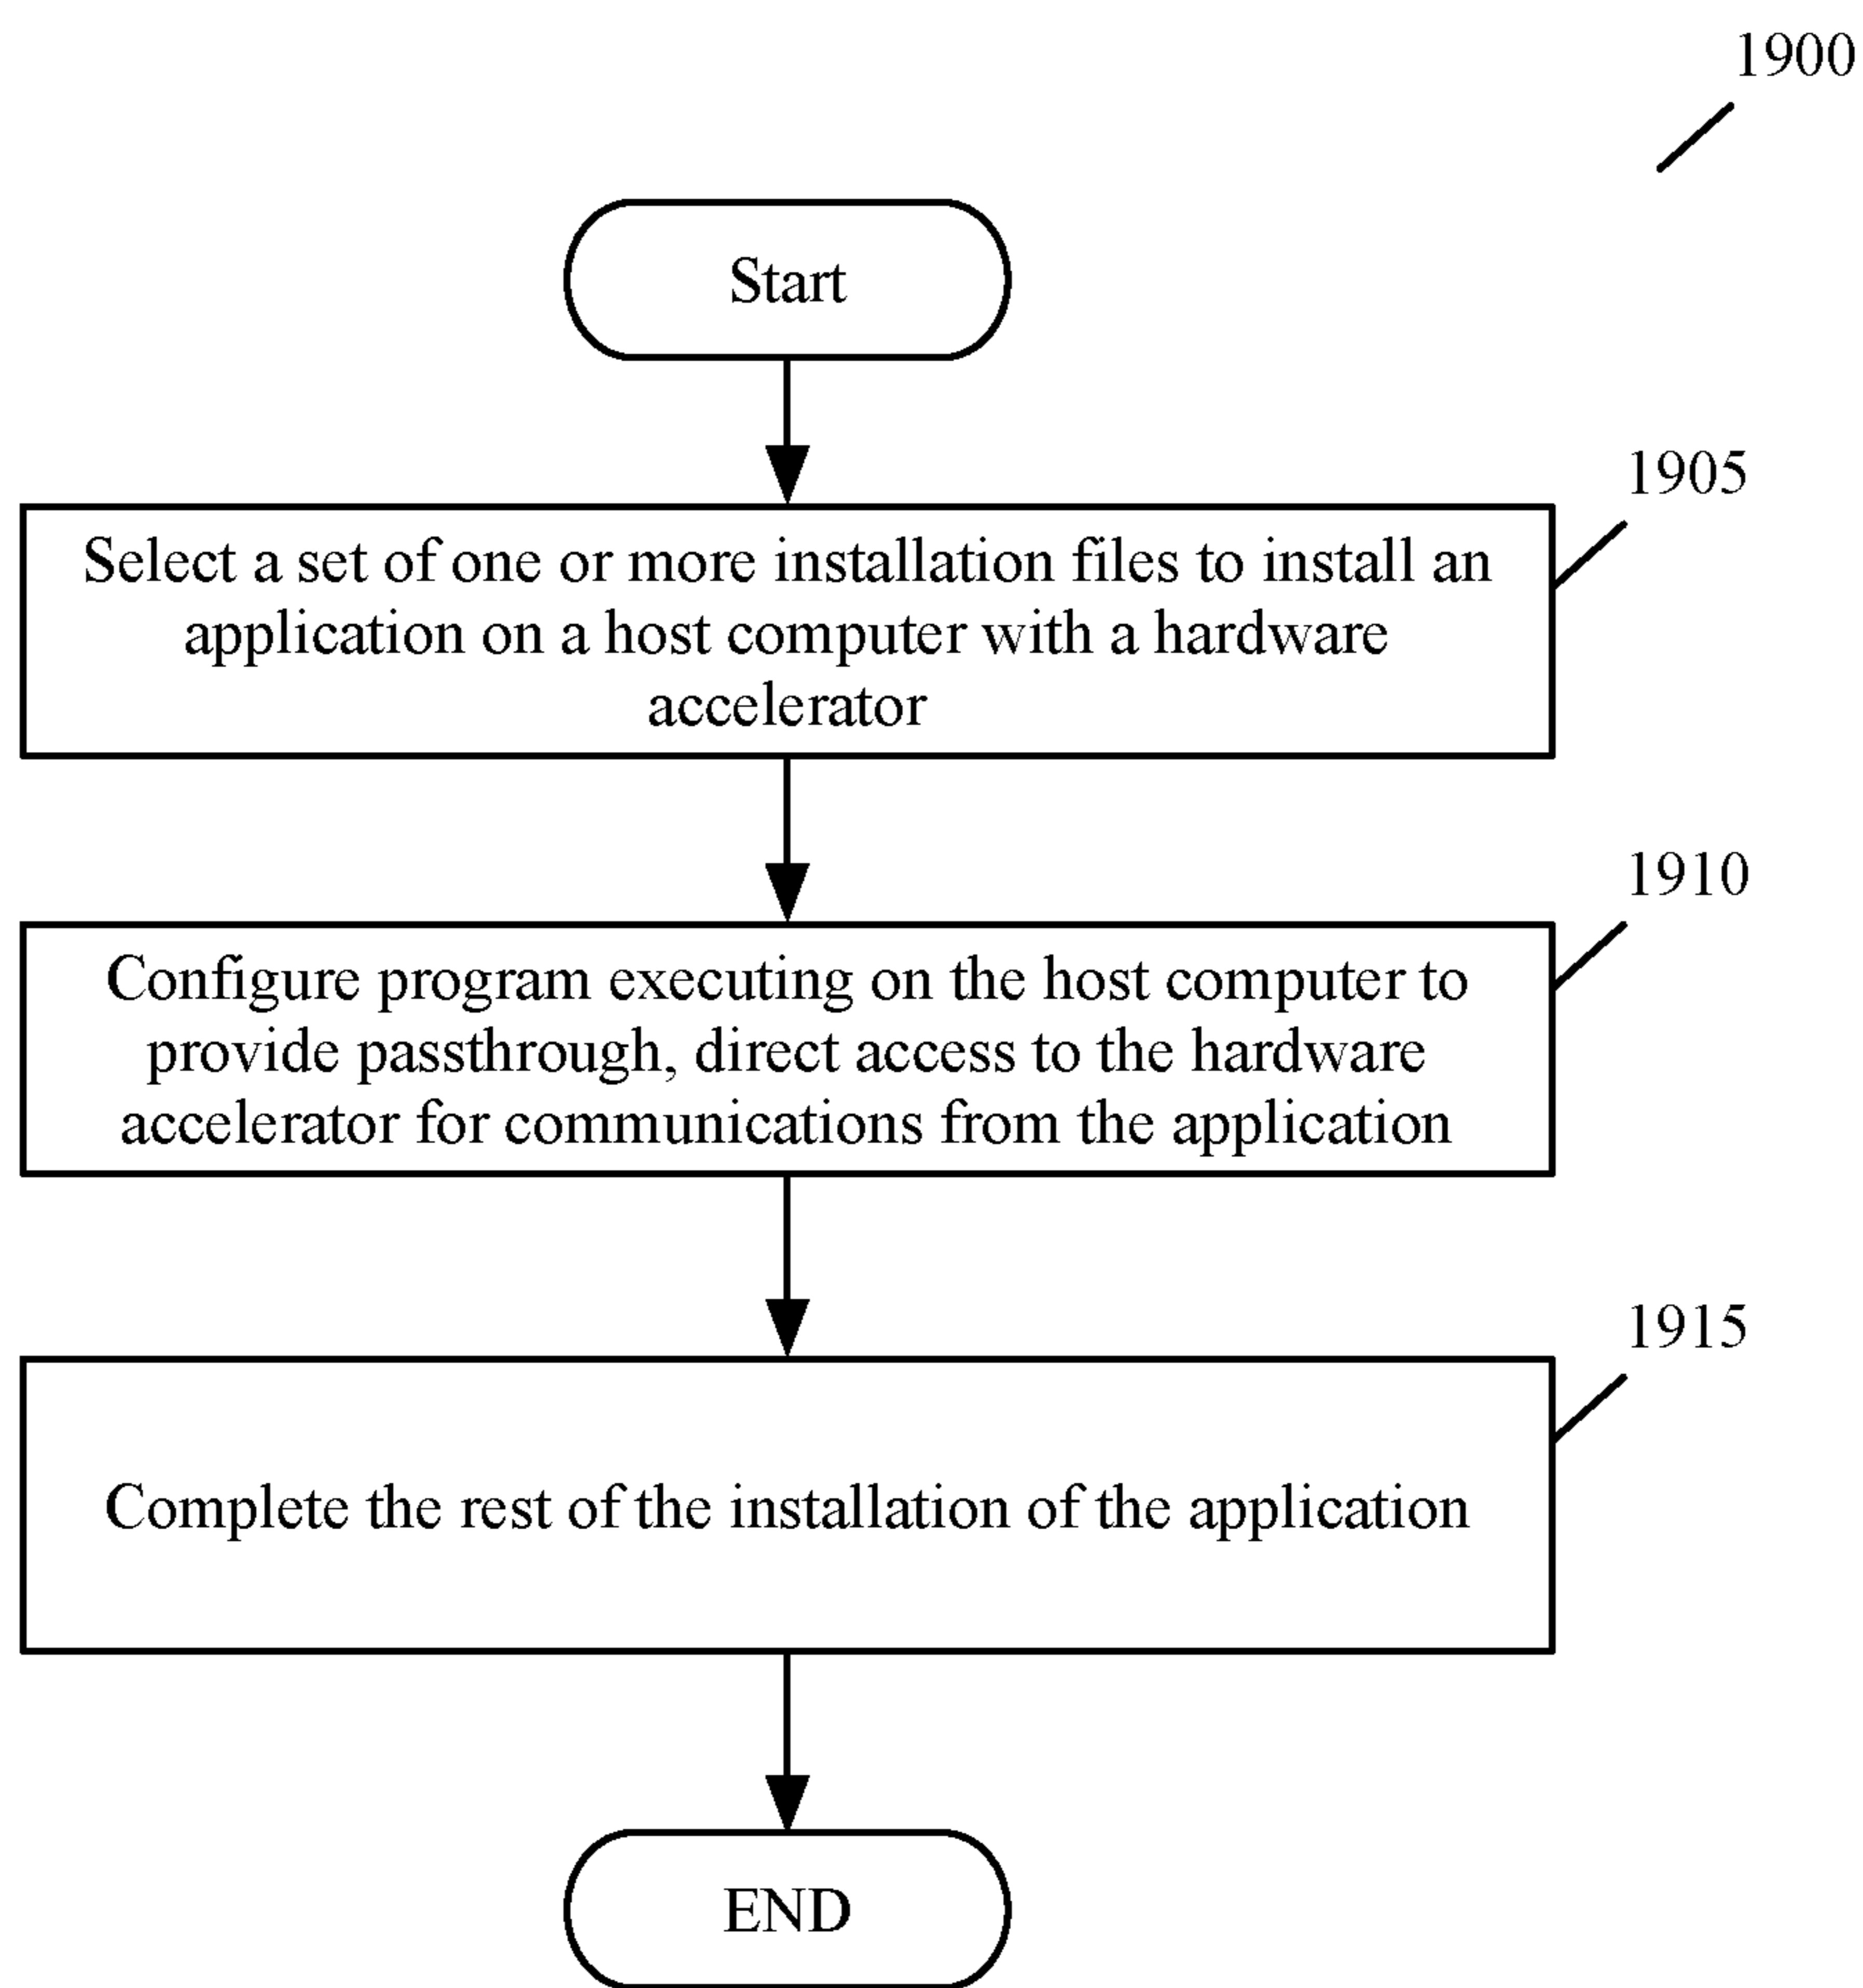 1900
Start
1905
Select a set of one or more installation files to install an
application on a host computer with a hardware
accelerator
1910
Configure program executing on the host computer to
provide passthrough, direct access to the hardware
accelerator for communications from the application
1915
Complete the rest of the installation of the application
END